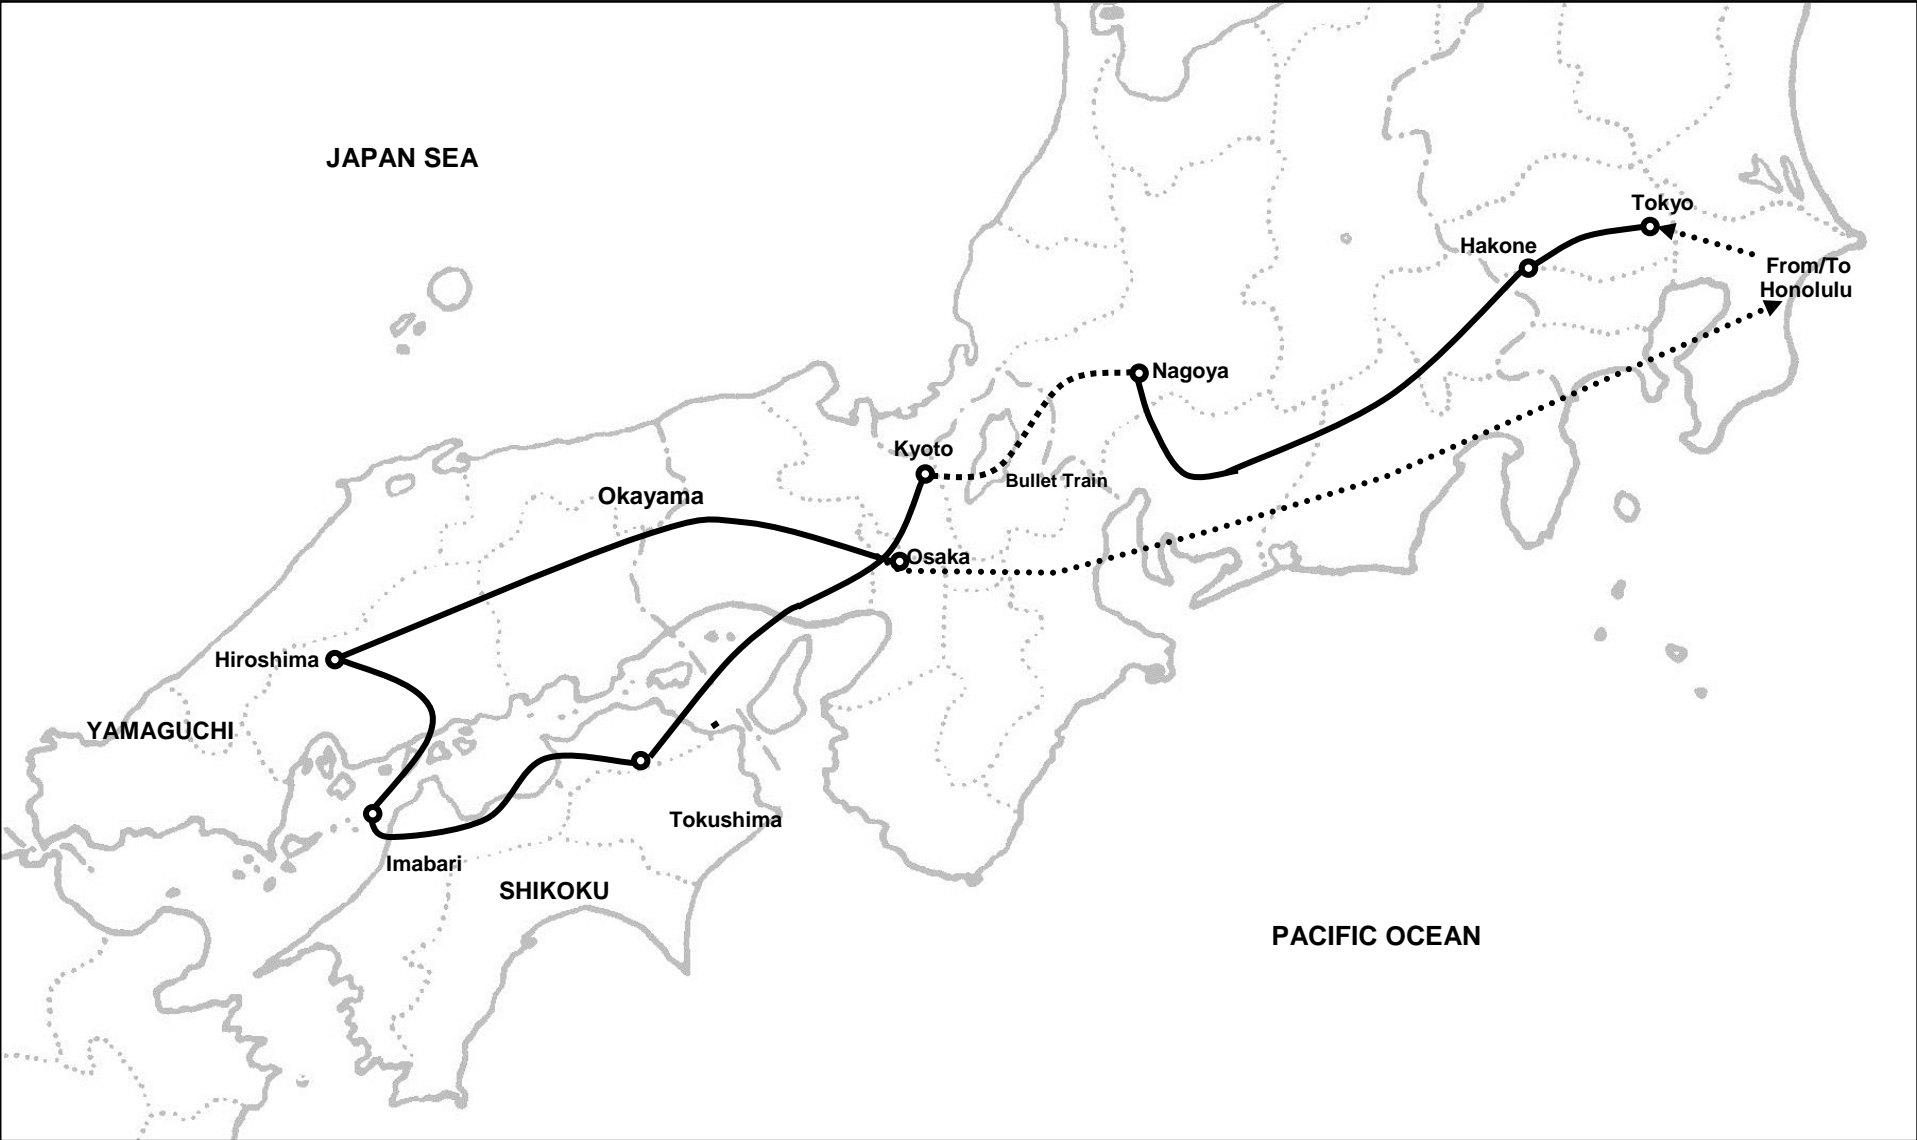 JAPAN SEA
Tokyo
Hakone
From/To
Honolulu
Nagoya
Kyoto
Bullet Train
Okayama
Osaka
Hiroshima
YAMAGUCHI
Tokushima
Imabari
SHIKOKU
PACIFIC OCEAN